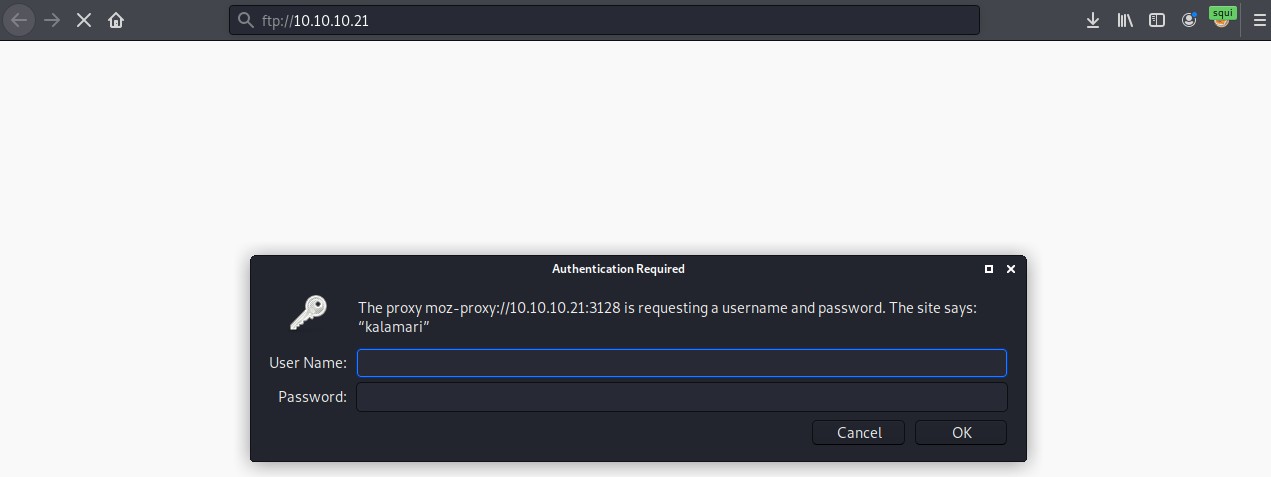 ftp://10.10.10.21
squi
Authentication Required
The proxy moz-proxy://10.10.10.21:3128 is requesting a username and password. The site says:
“kalamari”
User Name:
Password:
Cancel
OK